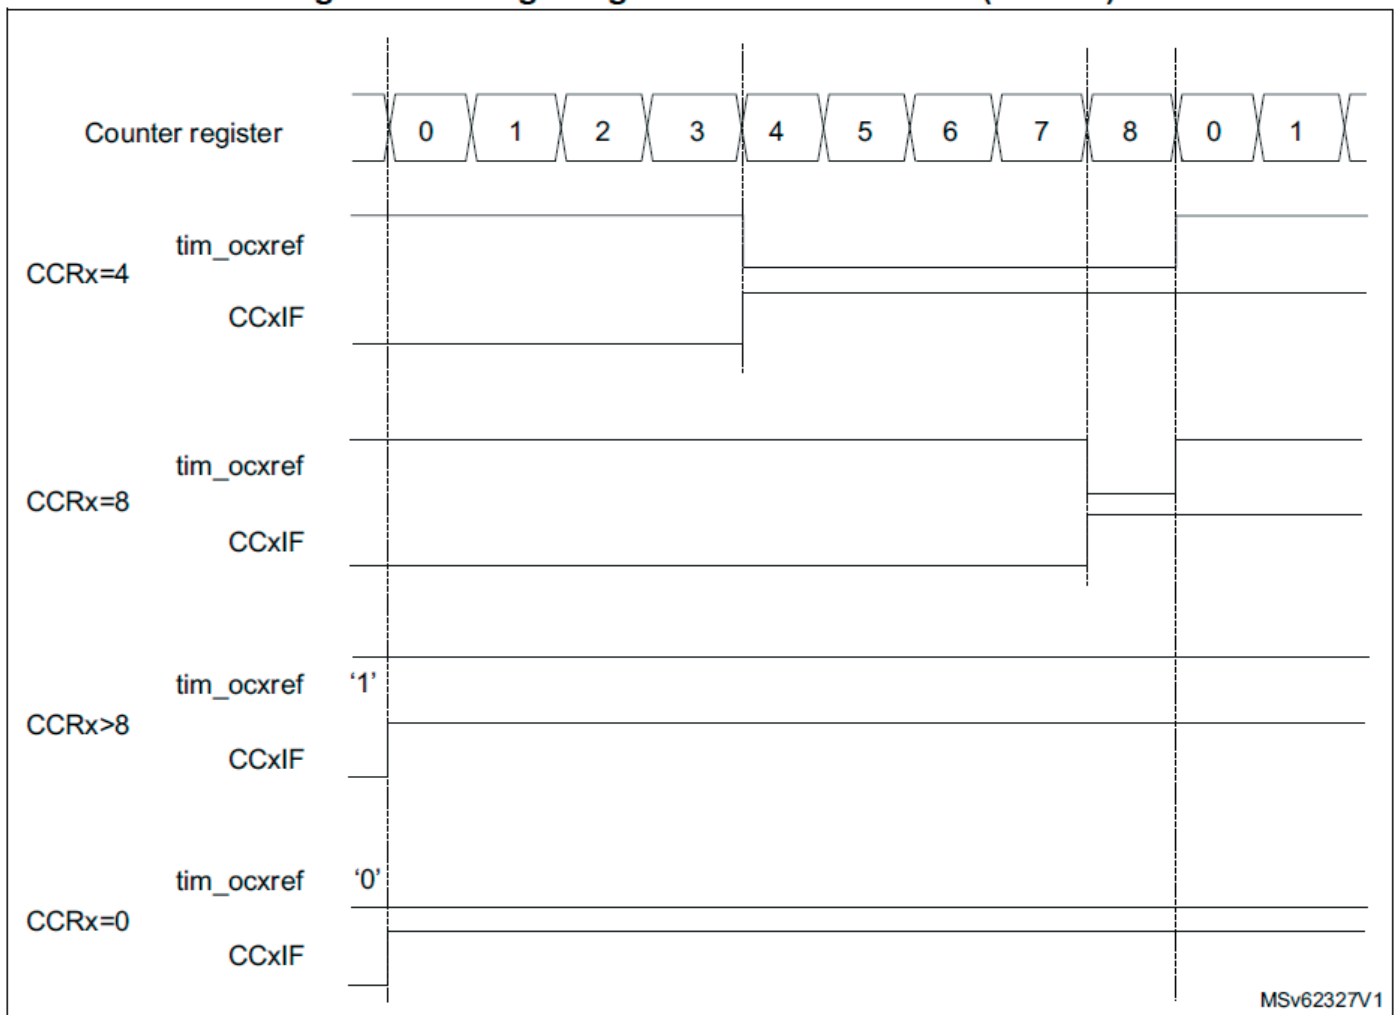 Counter register 0 1 2 3 4 5 6 7 8 0 1
tim_ocxref
CCRx=4
CCxIF
tim_ocxref
CCRx=8
CCxIF
tim_ocxref '1'
CCRx>8
CCxIF
tim_ocxref '0'
CCRx=0
CCxIF
MSv62327V1